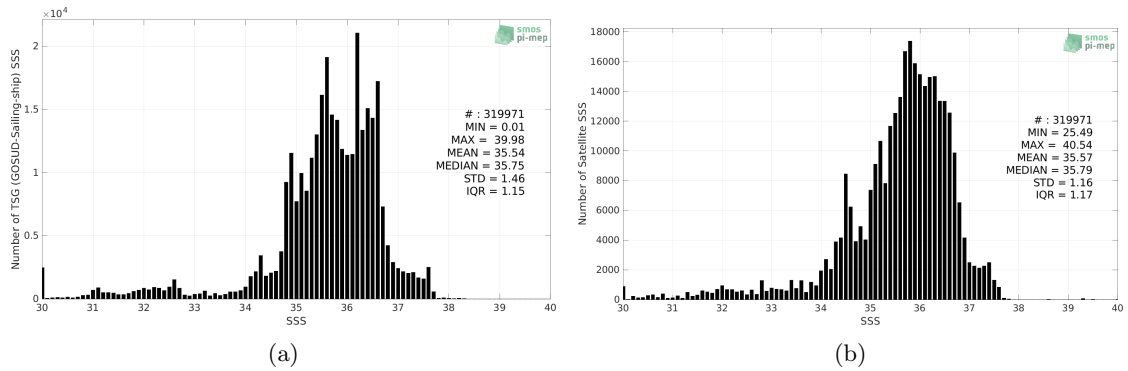 ×10⁴
2
1.5
1
0.5
0
30 31 32 33 34 35 36 37 38 39 40
SSS
Number of TSG (GOSUD-Sailing-ship) SSS
smos
pi-mep
# : 319971
MIN = 0.01
MAX = 39.98
MEAN = 35.54
MEDIAN = 35.75
STD = 1.46
IQR = 1.15
(a)
18000
16000
14000
12000
10000
8000
6000
4000
2000
0
30 31 32 33 34 35 36 37 38 39 40
SSS
Number of Satellite SSS
smos
pi-mep
# : 319971
MIN = 25.49
MAX = 40.54
MEAN = 35.57
MEDIAN = 35.79
STD = 1.16
IQR = 1.17
(b)